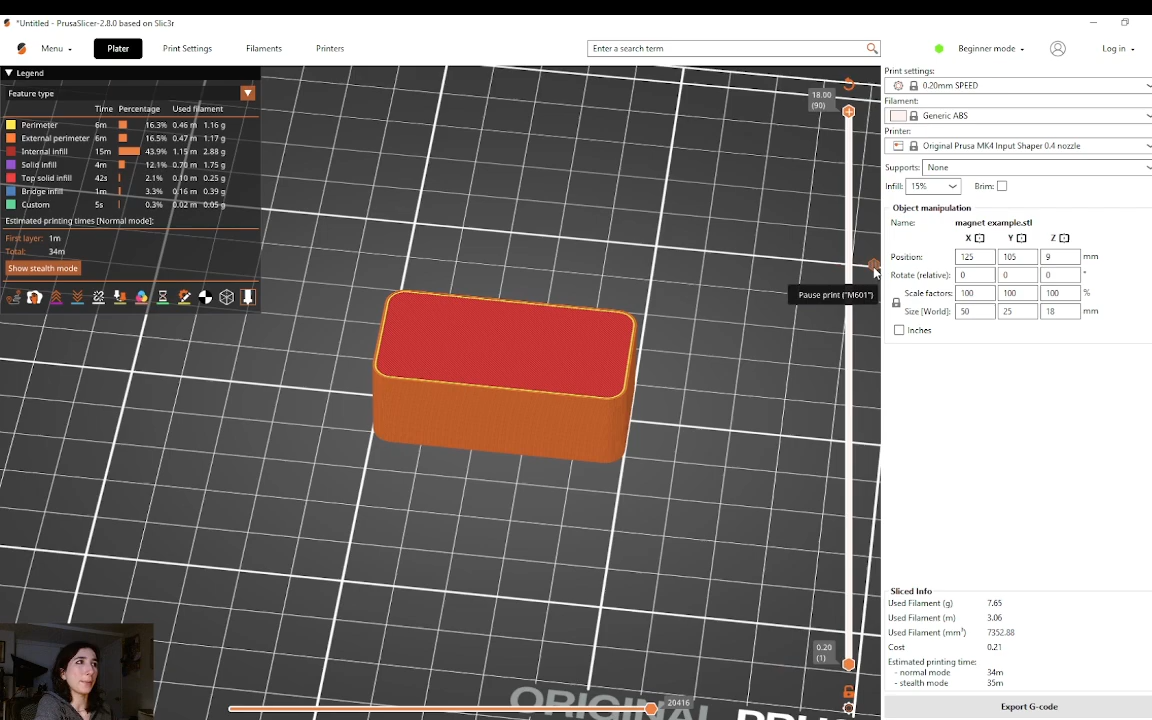 *Untitled - PrusaSlicer-2.8.0 based on Slic3r
Menu Plater Print Settings Filaments Printers Enter a search term Beginner mode Log in
Legend
Feature type
Time Percentage Used filament
Perimeter 6m 16.3% 0.46 m 1.16 g
External perimeter 6m 16.5% 0.47 m 1.17 g
Internal infill 15m 43.9% 1.15 m 2.88 g
Solid infill 4m 12.1% 0.70 m 1.75 g
Top solid infill 42s 2.1% 0.10 m 0.25 g
Bridge infill 1m 3.3% 0.16 m 0.39 g
Custom 5s 0.3% 0.02 m 0.05 g
Estimated printing times [Normal mode]:
First layer: 1m
Total: 34m
Show stealth mode
18.00
(90)
Pause print ("M601")
0.20
(1)
20416
ORIGINAL PRUS
Print settings:
0.20mm SPEED
Filament:
Generic ABS
Printer:
Original Prusa MK4 Input Shaper 0.4 nozzle
Supports: None
Infill: 15% Brim:
Object manipulation
Name: magnet example.stl
X Y Z
Position: 125 105 9 mm
Rotate (relative): 0 0 0 °
Scale factors: 100 100 100 %
Size [World]: 50 25 18 mm
Inches
Sliced Info
Used Filament (g) 7.65
Used Filament (m) 3.06
Used Filament (mm³) 7352.88
Cost 0.21
Estimated printing time:
- normal mode 34m
- stealth mode 35m
Export G-code